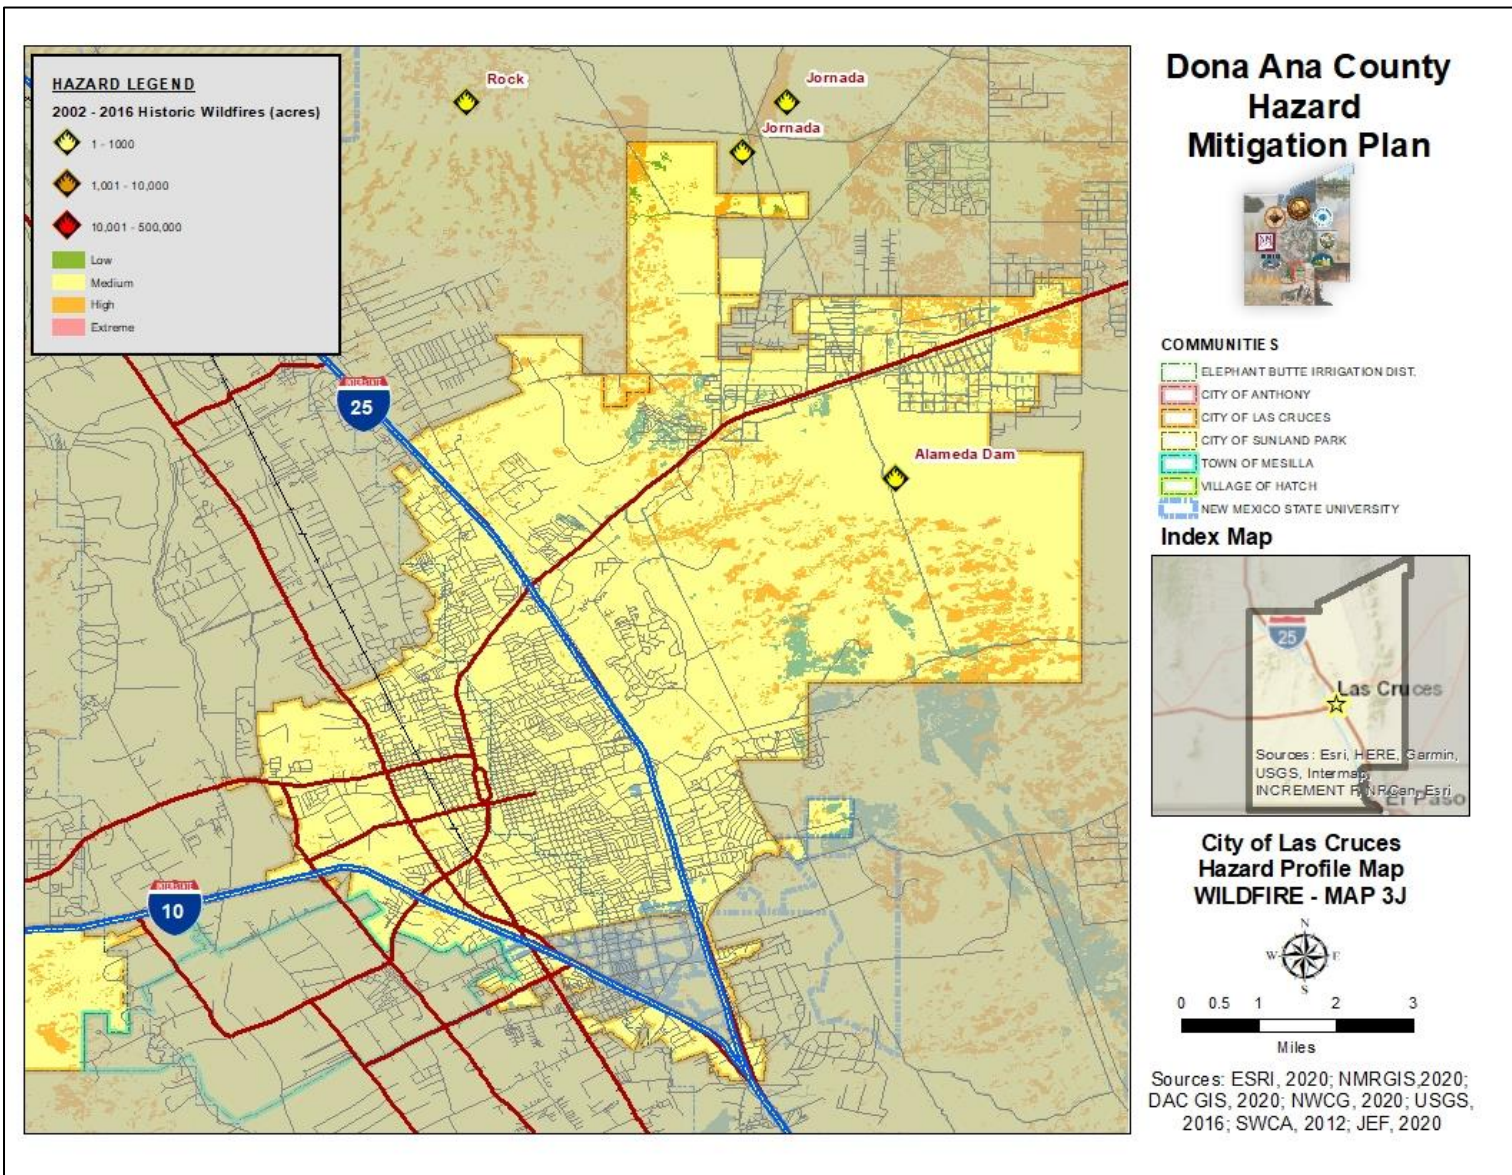 HAZARD LEGEND
2002 - 2016 Historic Wildfires (acres)
1 - 1000
1,001 - 10,000
10,001 - 500,000
Low
Medium
High
Extreme
Rock
Jornada
Jornada
Alameda Dam
INTERSTATE
25
INTERSTATE
10
Dona Ana County
Hazard
Mitigation Plan
COMMUNITIES
ELEPHANT BUTTE IRRIGATION DIST.
CITY OF ANTHONY
CITY OF LAS CRUCES
CITY OF SUNLAND PARK
TOWN OF MESILLA
VILLAGE OF HATCH
NEW MEXICO STATE UNIVERSITY
Index Map
25
Las Cruces
Sources: Esri, HERE, Garmin,
USGS, Intermap,
INCREMENT P, NRCan, Esri
El Paso
City of Las Cruces
Hazard Profile Map
WILDFIRE - MAP 3J
N
W E
S
0 0.5 1 2 3
Miles
Sources: ESRI, 2020; NMRGIS,2020;
DAC GIS, 2020; NWCG, 2020; USGS,
2016; SWCA, 2012; JEF, 2020